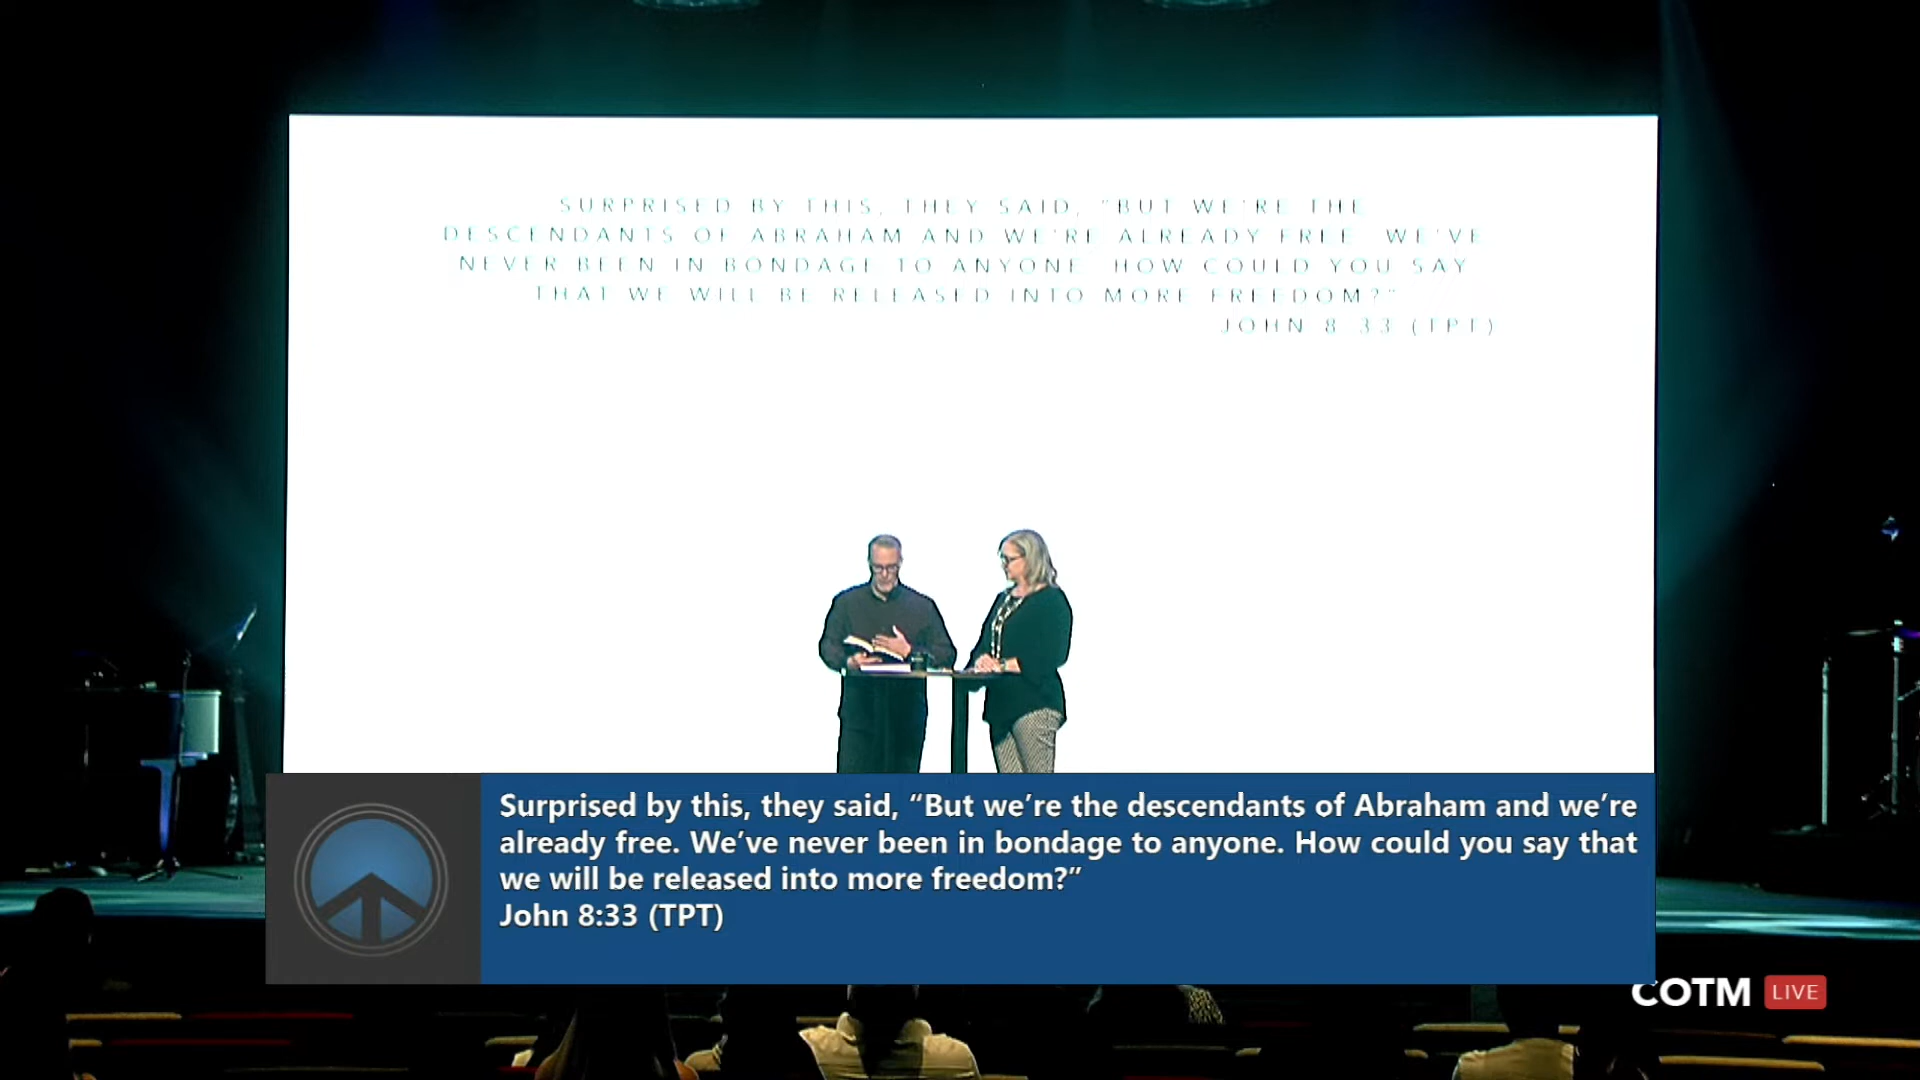 SURPRISED BY THIS, THEY SAID, "BUT WE'RE THE
DESCENDANTS OF ABRAHAM AND WE'RE ALREADY FREE. WE'VE
NEVER BEEN IN BONDAGE TO ANYONE. HOW COULD YOU SAY
THAT WE WILL BE RELEASED INTO MORE FREEDOM?"
JOHN 8:33 (TPT)
Surprised by this, they said, “But we’re the descendants of Abraham and we’re
already free. We’ve never been in bondage to anyone. How could you say that
we will be released into more freedom?”
John 8:33 (TPT)
COTM LIVE